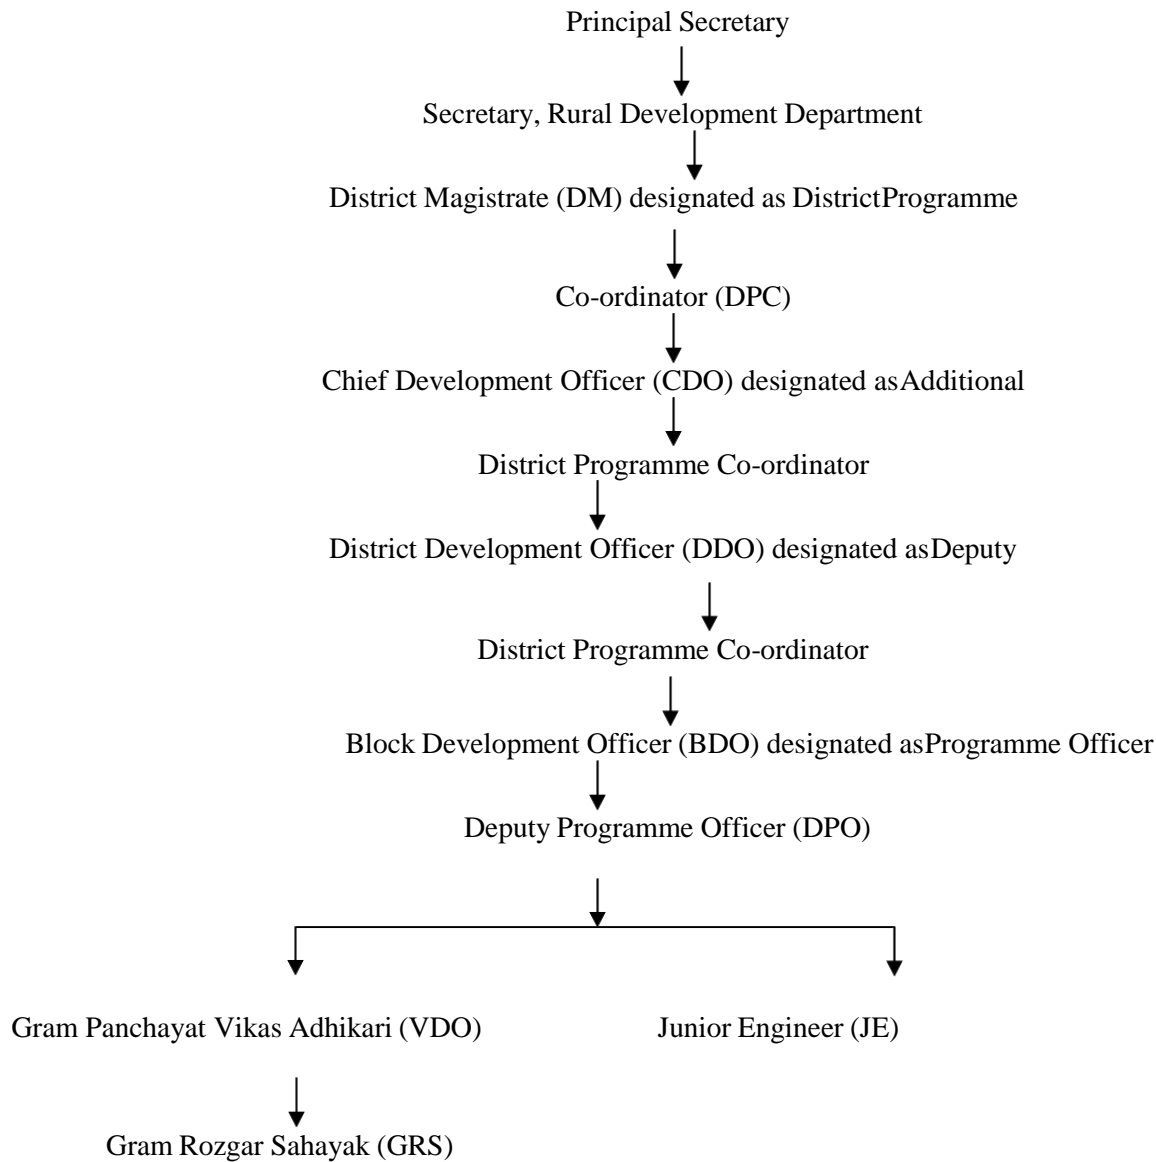 Principal Secretary
Secretary, Rural Development Department
District Magistrate (DM) designated as DistrictProgramme
Co-ordinator (DPC)
Chief Development Officer (CDO) designated asAdditional
District Programme Co-ordinator
District Development Officer (DDO) designated asDeputy
District Programme Co-ordinator
Block Development Officer (BDO) designated asProgramme Officer
Deputy Programme Officer (DPO)
Gram Panchayat Vikas Adhikari (VDO)
Junior Engineer (JE)
Gram Rozgar Sahayak (GRS)